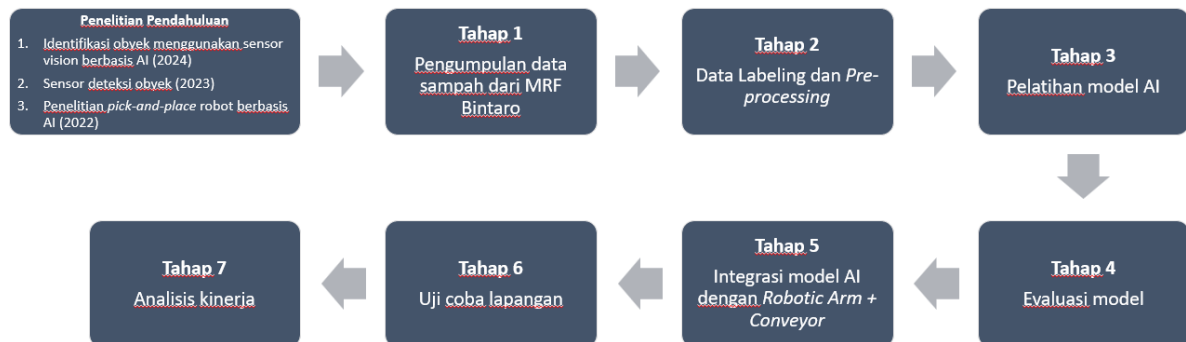 Penelitian Pendahuluan
1. Identifikasi obyek menggunakan sensor
vision berbasis AI (2024)
2. Sensor deteksi obyek (2023)
3. Penelitian pick-and-place robot berbasis
AI (2022)
Tahap 1
Pengumpulan data
sampah dari MRF
Bintaro
Tahap 2
Data Labeling dan Pre-
processing
Tahap 3
Pelatihan model AI
Tahap 4
Evaluasi model
Tahap 5
Integrasi model AI
dengan Robotic Arm +
Conveyor
Tahap 6
Uji coba lapangan
Tahap 7
Analisis kinerja